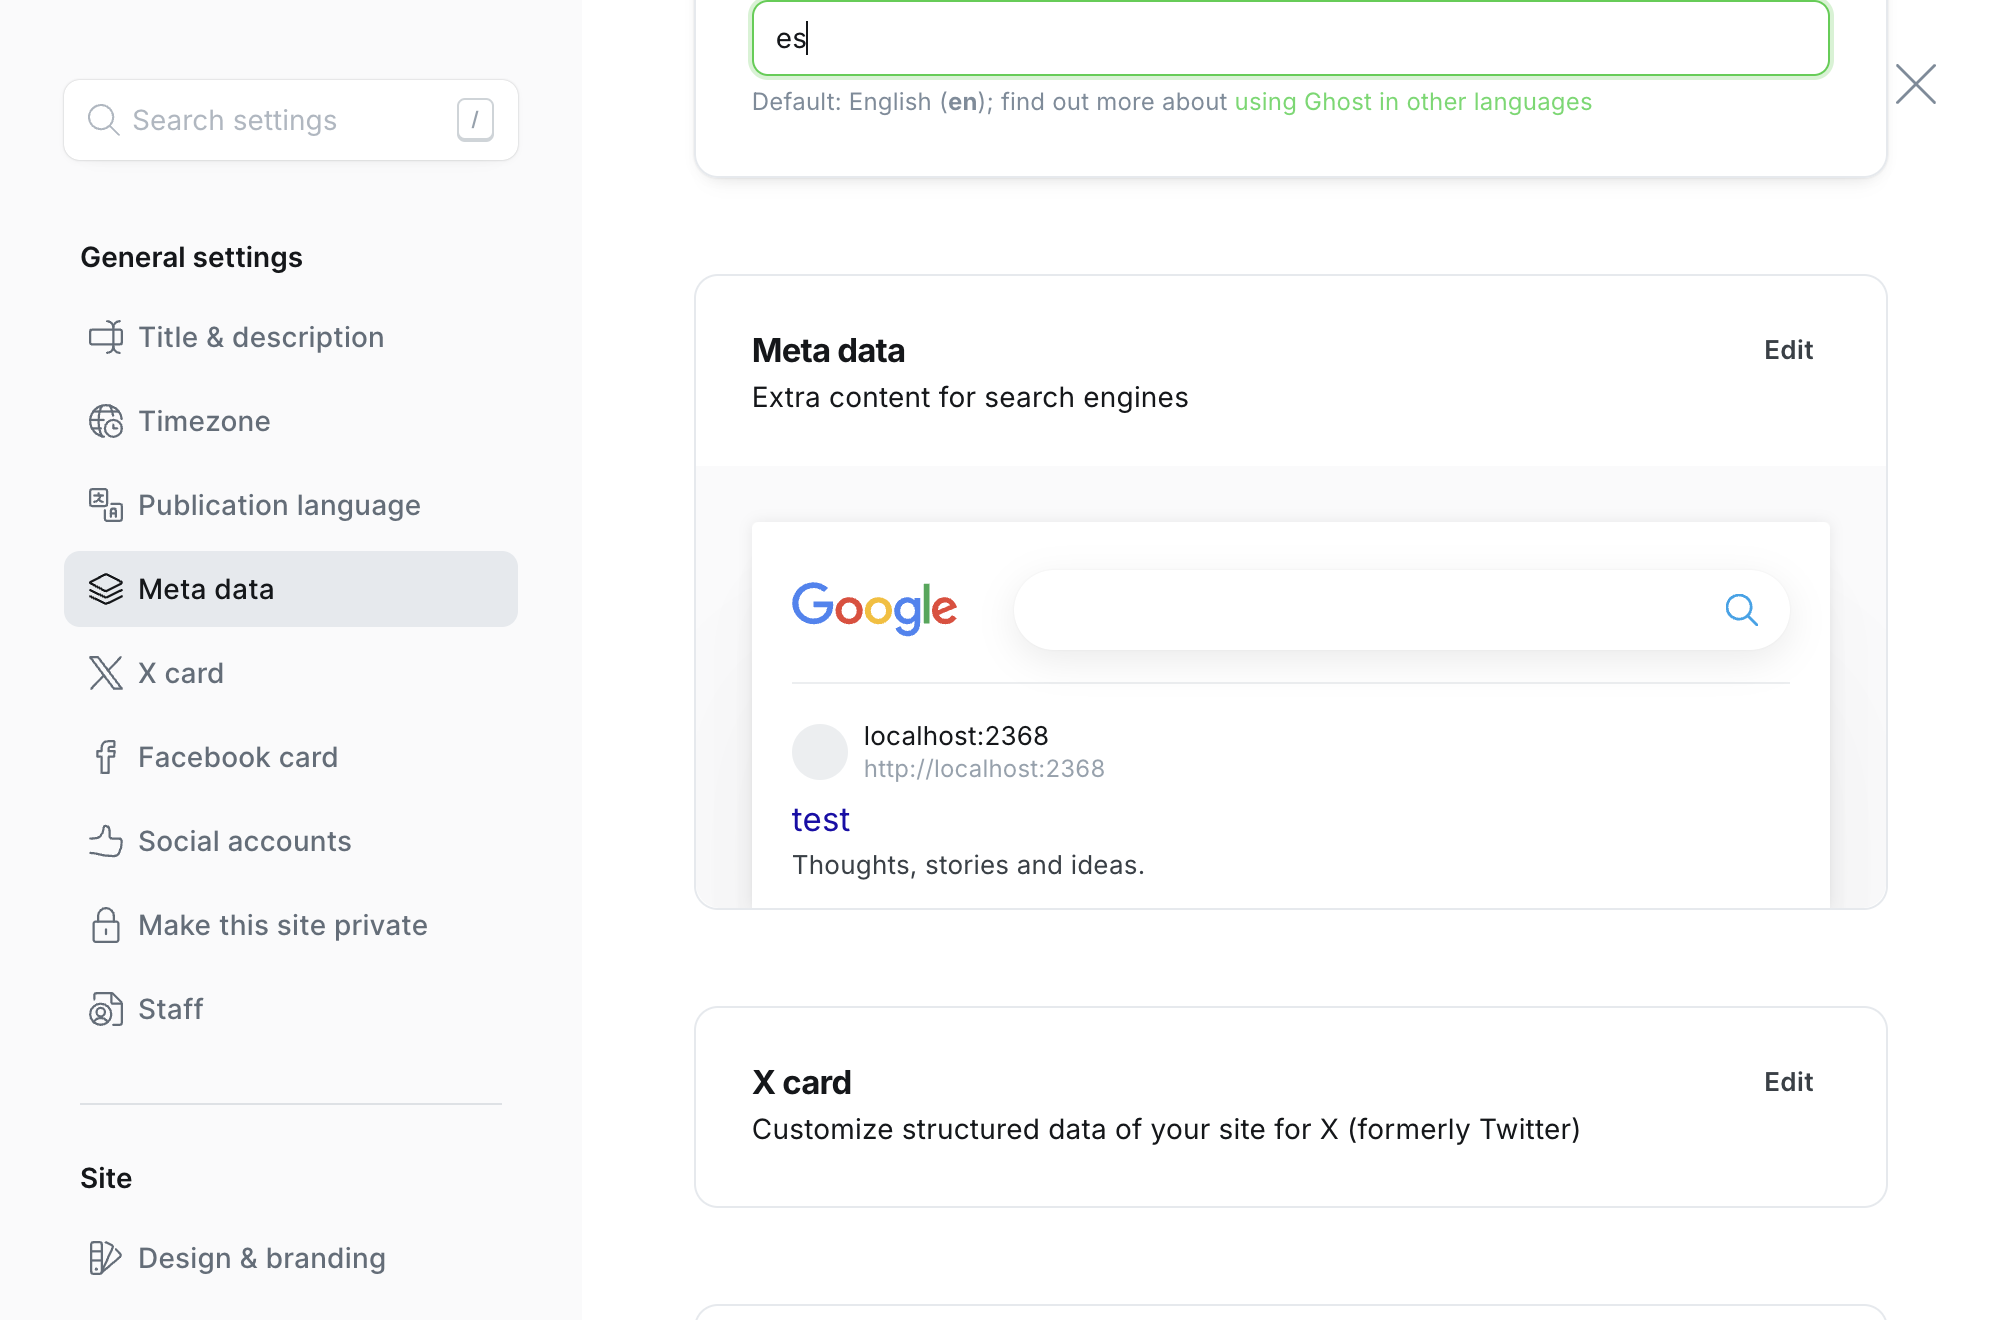 Search settings /
General settings
Title & description
Timezone
Publication language
Meta data
X card
Facebook card
Social accounts
Make this site private
Staff
Site
Design & branding
es
Default: English (en); find out more about using Ghost in other languages
Meta data
Edit
Extra content for search engines
Google
localhost:2368
http://localhost:2368
test
Thoughts, stories and ideas.
X card
Edit
Customize structured data of your site for X (formerly Twitter)